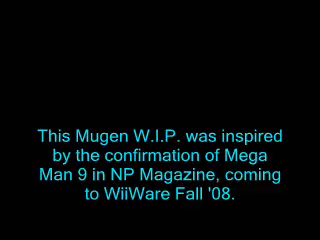 This Mugen W.I.P. was inspired
by the confirmation of Mega
Man 9 in NP Magazine, coming
to WiiWare Fall '08.